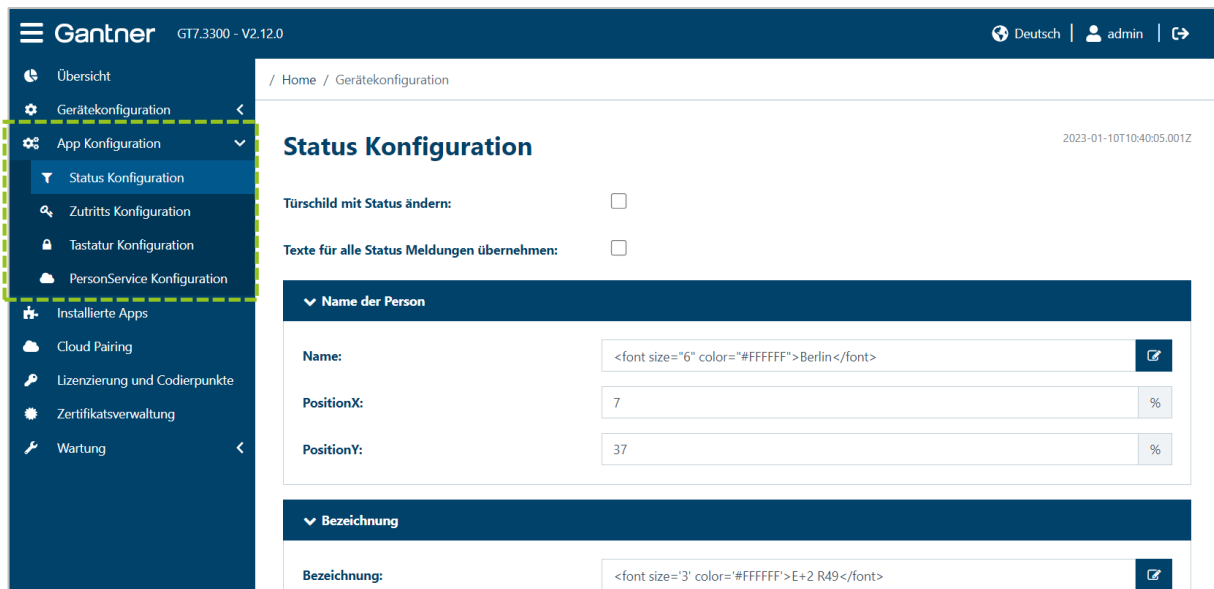 Gantner GT7.3300 - V2.12.0 Deutsch admin
Übersicht
/ Home / Gerätekonfiguration
Gerätekonfiguration
App Konfiguration
Status Konfiguration
Zutritts Konfiguration
Tastatur Konfiguration
PersonService Konfiguration
Installierte Apps
Cloud Pairing
Lizenzierung und Codierpunkte
Zertifikatsverwaltung
Wartung
Status Konfiguration
2023-01-10T10:40:05.001Z
Türschild mit Status ändern:
Texte für alle Status Meldungen übernehmen:
Name der Person
Name: <font size="6" color="#FFFFFF">Berlin</font>
PositionX: 7 %
PositionY: 37 %
Bezeichnung
Bezeichnung: <font size='3' color='#FFFFFF'>E+2 R49</font>